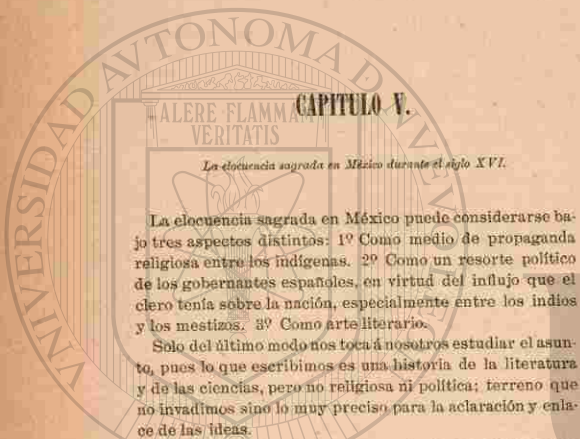 CAPITULO V.
La elocuencia sagrada en México durante el siglo XVI.
La elocuencia sagrada en México puede considerarse ba-
jo tres aspectos distintos: 1º Como medio de propaganda
religiosa entre los indígenas. 2º Como un resorte político
de los gobernantes españoles, en virtud del influjo que el
clero tenía sobre la nación, especialmente entre los indios
y los mestizos. 3º Como arte literario.
Solo del último modo nos toca á nosotros estudiar el asun-
to, pues lo que escribimos es una historia de la literatura
y de las ciencias, pero no religiosa ni política; terreno que
no invadimos sino lo muy preciso para la aclaración y enla-
ce de las ideas.
ALERE FLAMMAM
VERITATIS